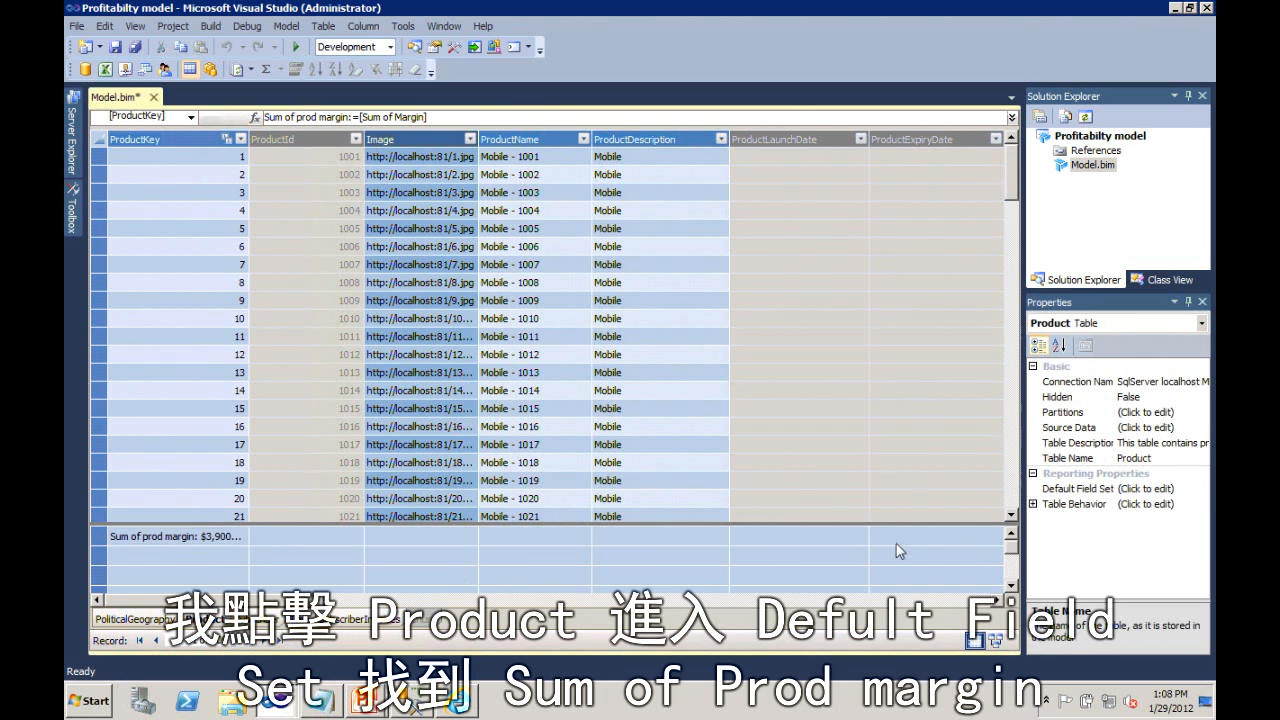 Profitabilty model - Microsoft Visual Studio (Administrator)
File Edit View Project Build Debug Model Table Column Tools Window Help
Development
Model.bim*
[ProductKey] fx Sum of prod margin:=[Sum of Margin]
ProductKey ProductId Image ProductName ProductDescription ProductLaunchDate ProductExpiryDate
1 1001 http://localhost:81/1.jpg Mobile - 1001 Mobile
2 1002 http://localhost:81/2.jpg Mobile - 1002 Mobile
3 1003 http://localhost:81/3.jpg Mobile - 1003 Mobile
4 1004 http://localhost:81/4.jpg Mobile - 1004 Mobile
5 1005 http://localhost:81/5.jpg Mobile - 1005 Mobile
6 1006 http://localhost:81/6.jpg Mobile - 1006 Mobile
7 1007 http://localhost:81/7.jpg Mobile - 1007 Mobile
8 1008 http://localhost:81/8.jpg Mobile - 1008 Mobile
9 1009 http://localhost:81/9.jpg Mobile - 1009 Mobile
10 1010 http://localhost:81/10... Mobile - 1010 Mobile
11 1011 http://localhost:81/11... Mobile - 1011 Mobile
12 1012 http://localhost:81/12... Mobile - 1012 Mobile
13 1013 http://localhost:81/13... Mobile - 1013 Mobile
14 1014 http://localhost:81/14... Mobile - 1014 Mobile
15 1015 http://localhost:81/15... Mobile - 1015 Mobile
16 1016 http://localhost:81/16... Mobile - 1016 Mobile
17 1017 http://localhost:81/17... Mobile - 1017 Mobile
18 1018 http://localhost:81/18... Mobile - 1018 Mobile
19 1019 http://localhost:81/19... Mobile - 1019 Mobile
20 1020 http://localhost:81/20... Mobile - 1020 Mobile
21 1021 http://localhost:81/21... Mobile - 1021 Mobile
Sum of prod margin: $3,900...
PoliticalGeography
Record:
Ready
Server Explorer
Toolbox
Solution Explorer
Profitabilty model
References
Model.bim
Solution Explorer Class View
Properties
Product Table
Basic
Connection Nam SqlServer localhost M
Hidden False
Partitions (Click to edit)
Source Data (Click to edit)
Table Description This table contains pr
Table Name Product
Reporting Properties
Default Field Set (Click to edit)
Table Behavior (Click to edit)
Table Name
我點擊 Product 進入 Defult Field
Set 找到 Sum of Prod margin
Start
1:08 PM
1/29/2012